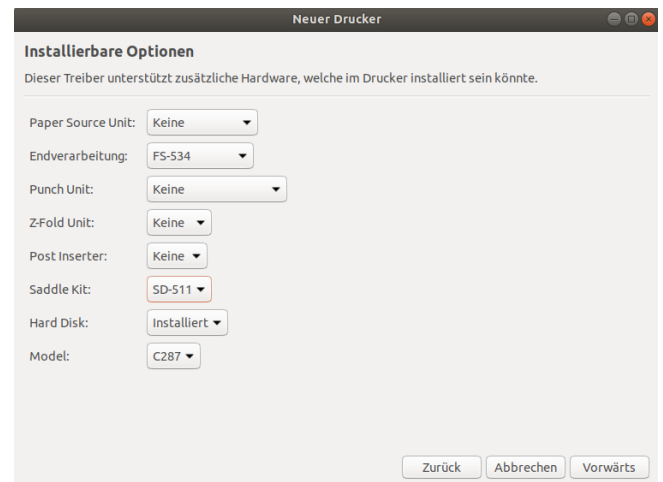 Neuer Drucker
Installierbare Optionen
Dieser Treiber unterstützt zusätzliche Hardware, welche im Drucker installiert sein könnte.
Paper Source Unit: Keine
Endverarbeitung: FS-534
Punch Unit: Keine
Z-Fold Unit: Keine
Post Inserter: Keine
Saddle Kit: SD-511
Hard Disk: Installiert
Model: C287
Zurück Abbrechen Vorwärts